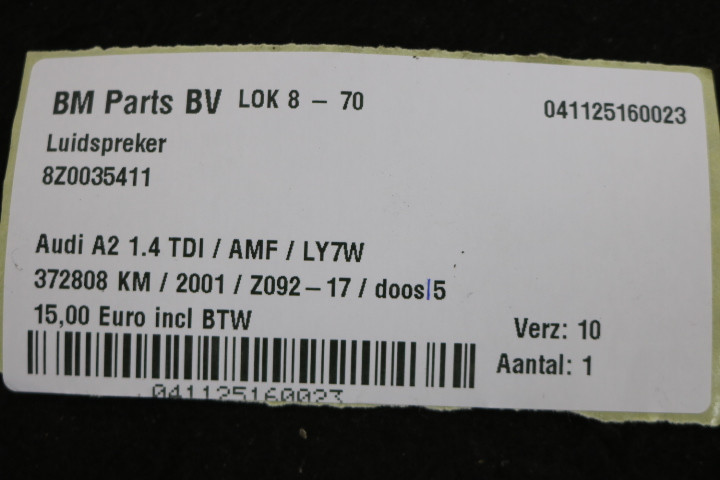 BM Parts BV LOK 8 – 70
041125160023
Luidspreker
8Z0035411
Audi A2 1.4 TDI / AMF / LY7W
372808 KM / 2001 / Z092–17 / doos 5
15,00 Euro incl BTW
Verz: 10
Aantal: 1
041125160023